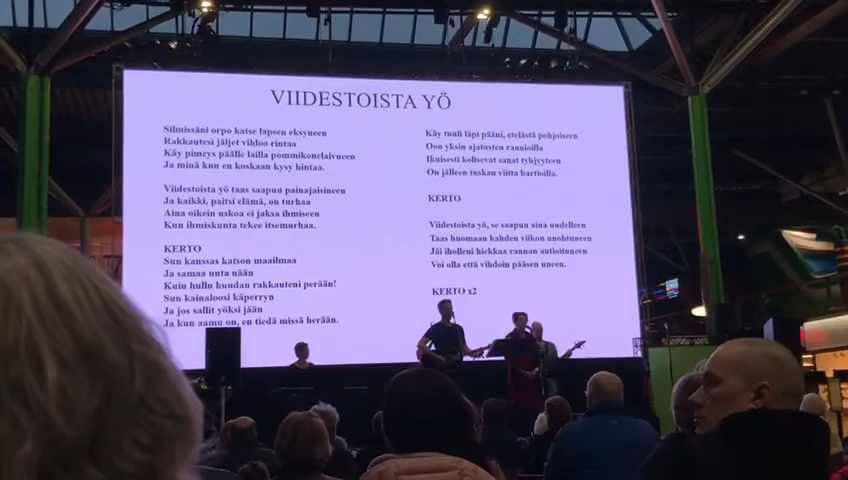 VIIDESTOISTA YÖ
Silmissäni orpo katse lapsen eksyneen
Rakkautesi jäljet vihloo rintaa
Käy pimeys päälle lailla pommikonelaivueen
Ja minä kun en koskaan kysy hintaa.
Viidestoista yö taas saapuu painajaisineen
Ja kaikki, paitsi elämä, on turhaa
Aina oikein uskoa ei jaksa ihmiseen
Kun ihmiskunta tekee itsemurhaa.
KERTO
Sun kanssas katson maailmaa
Ja samaa unta nään
Kuin hullu huudan rakkauteni perään!
Sun kainaloosi käperryn
Ja jos sallit yöksi jään
Ja kun aamu on, en tiedä missä herään.
Käy tuuli läpi pääni, etelästä pohjoiseen
Oon yksin ajatusten raunioilla
Ikuisesti kolisevat sanat tyhjyyteen
On jälleen tuskan viitta hartioilla.
KERTO
Viidestoista yö, se saapuu aina uudelleen
Taas huomaan kahden viikon unohtuneen
Jäi iholleni hiekkaa rannan autioituneen
Voi olla että vihdoin pääsen uneen.
KERTO x2